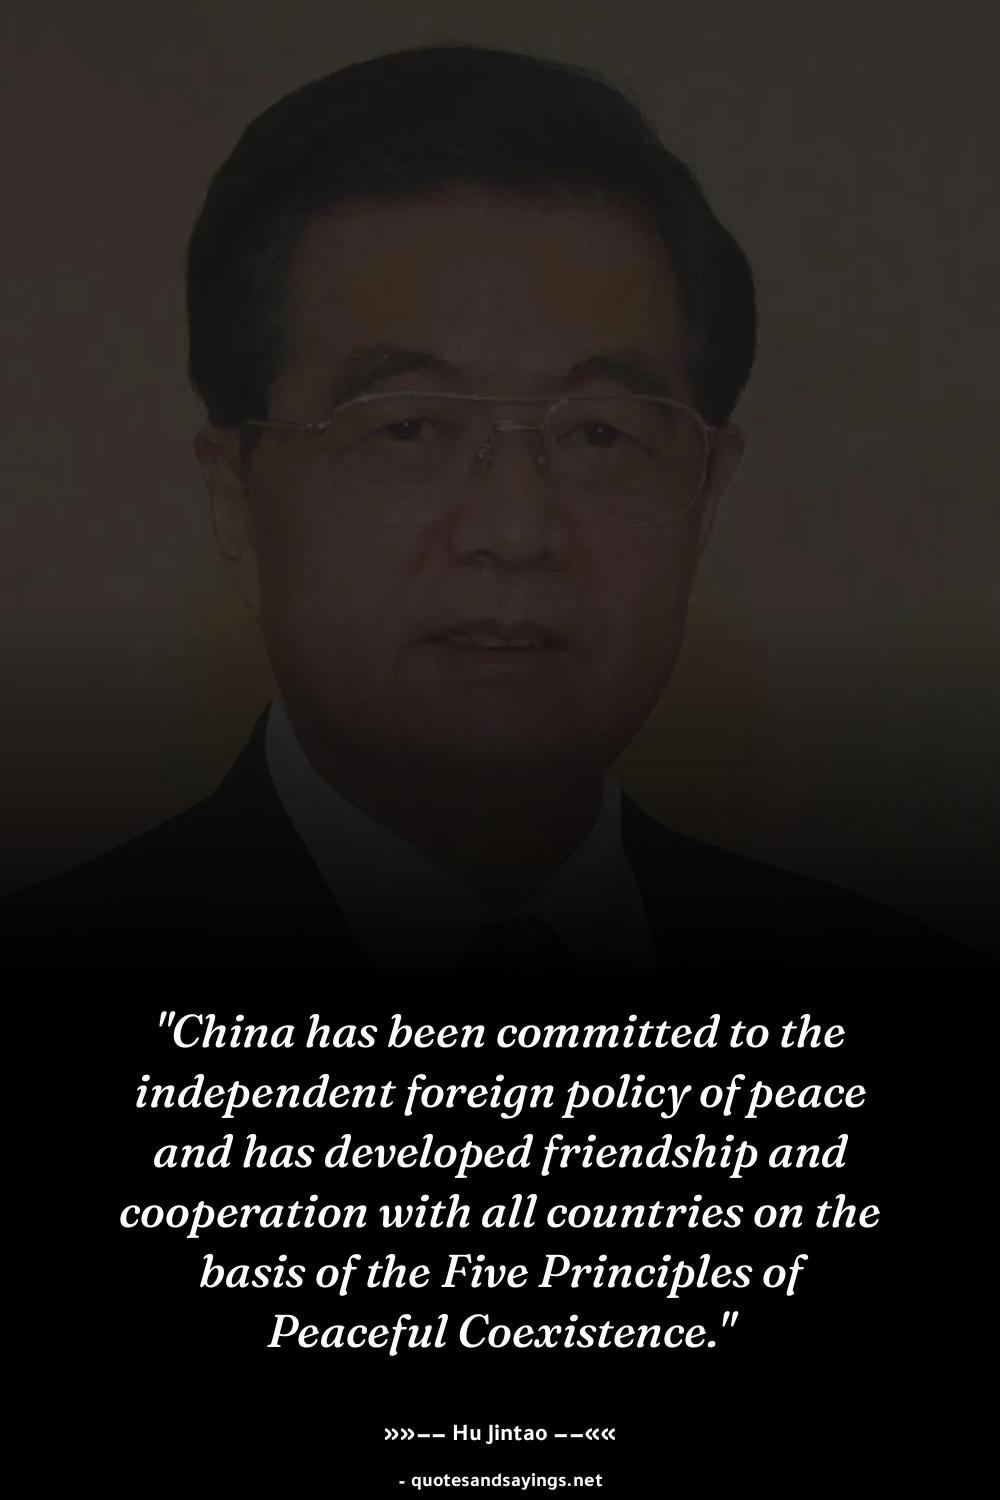 "China has been committed to the
independent foreign policy of peace
and has developed friendship and
cooperation with all countries on the
basis of the Five Principles of
Peaceful Coexistence."
»»–– Hu Jintao ––««
- quotesandsayings.net